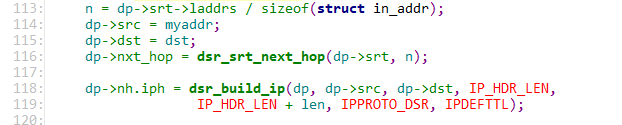 113:     n = dp->srt->laddrs / sizeof(struct in_addr);
114:     dp->src = myaddr;
115:     dp->dst = dst;
116:     dp->nxt_hop = dsr_srt_next_hop(dp->srt, n);
117:
118:     dp->nh.iph = dsr_build_ip(dp, dp->src, dp->dst, IP_HDR_LEN,
119:                     IP_HDR_LEN + len, IPPROTO_DSR, IPDEFTTL);
120: